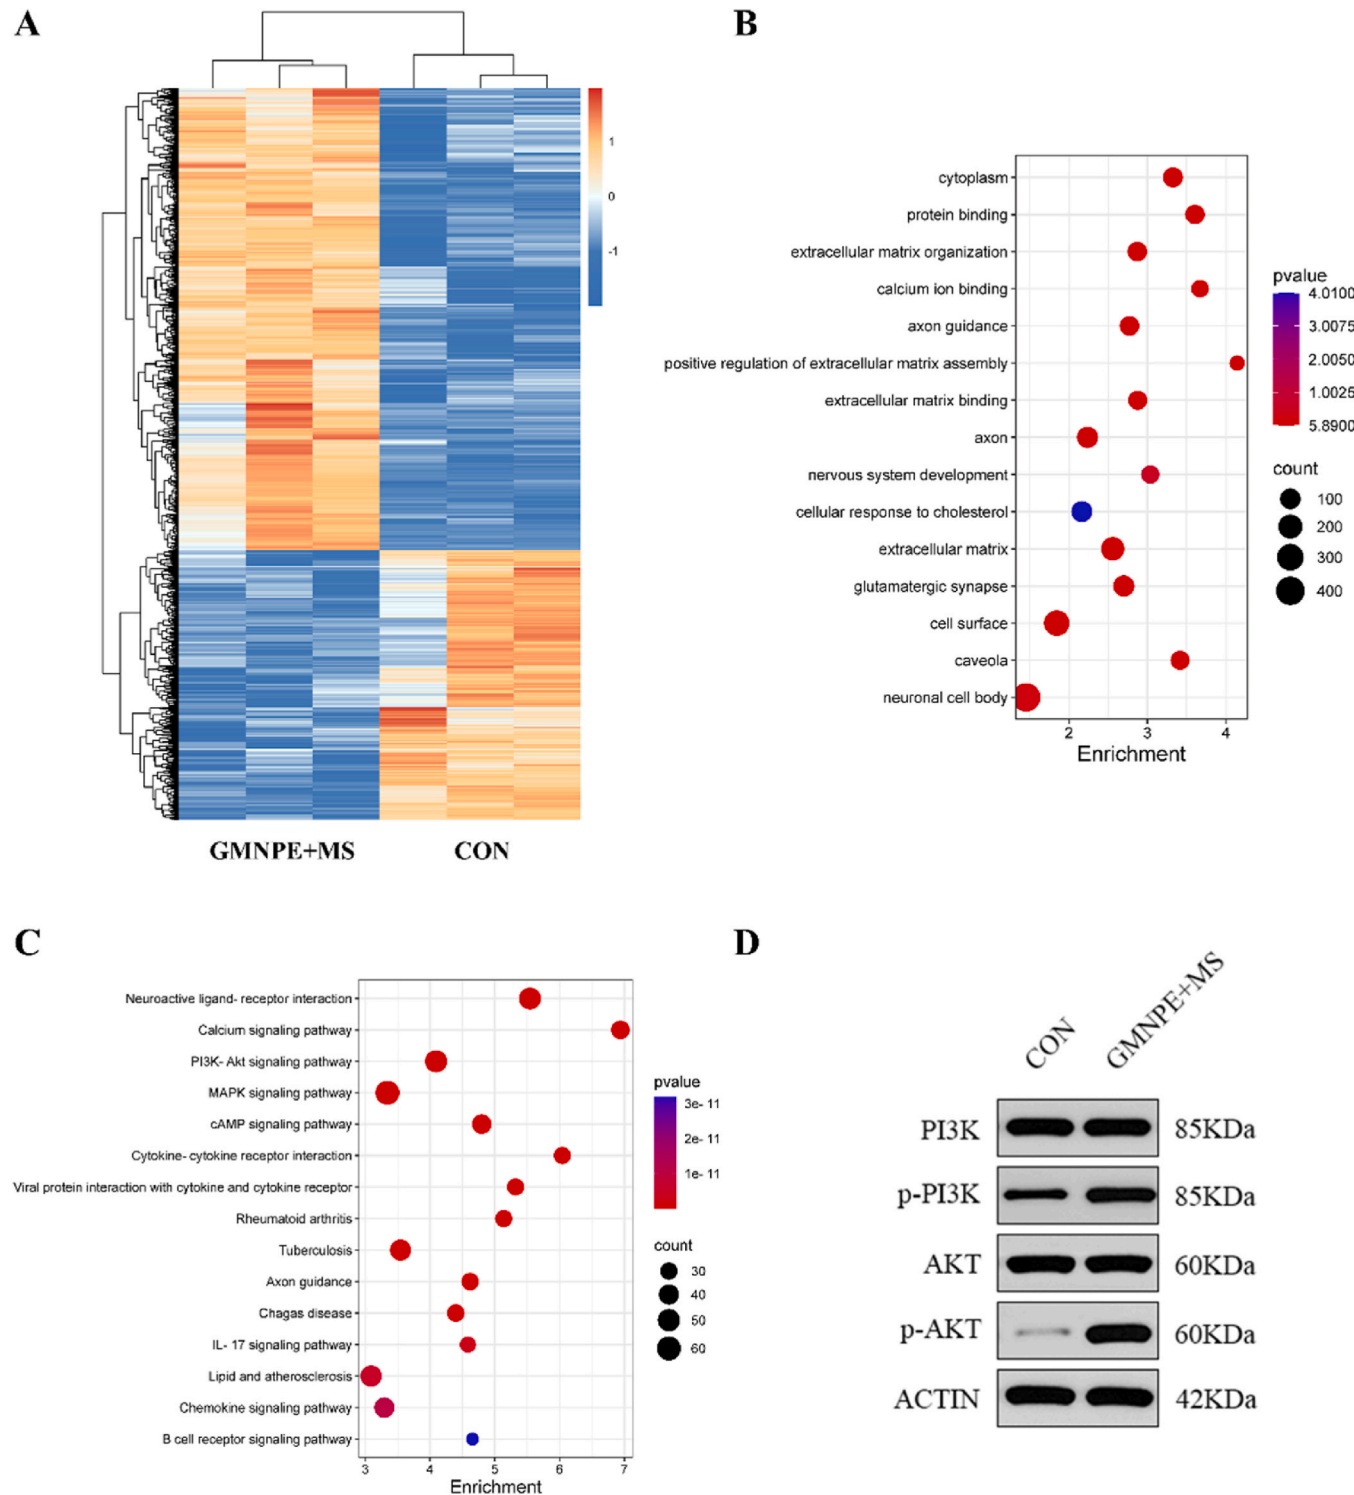 A
1
0
-1
GMNPE+MS
CON
B
cytoplasm
protein binding
extracellular matrix organization
calcium ion binding
axon guidance
positive regulation of extracellular matrix assembly
extracellular matrix binding
axon
nervous system development
cellular response to cholesterol
extracellular matrix
glutamatergic synapse
cell surface
caveola
neuronal cell body
2 3 4
Enrichment
pvalue
4.0100
3.0075
2.0050
1.0025
5.8900
count
100
200
300
400
C
Neuroactive ligand- receptor interaction
Calcium signaling pathway
PI3K- Akt signaling pathway
MAPK signaling pathway
cAMP signaling pathway
Cytokine- cytokine receptor interaction
Viral protein interaction with cytokine and cytokine receptor
Rheumatoid arthritis
Tuberculosis
Axon guidance
Chagas disease
IL- 17 signaling pathway
Lipid and atherosclerosis
Chemokine signaling pathway
B cell receptor signaling pathway
3 4 5 6 7
Enrichment
pvalue
3e- 11
2e- 11
1e- 11
count
30
40
50
60
D
CON
GMNPE+MS
PI3K 85KDa
p-PI3K 85KDa
AKT 60KDa
p-AKT 60KDa
ACTIN 42KDa